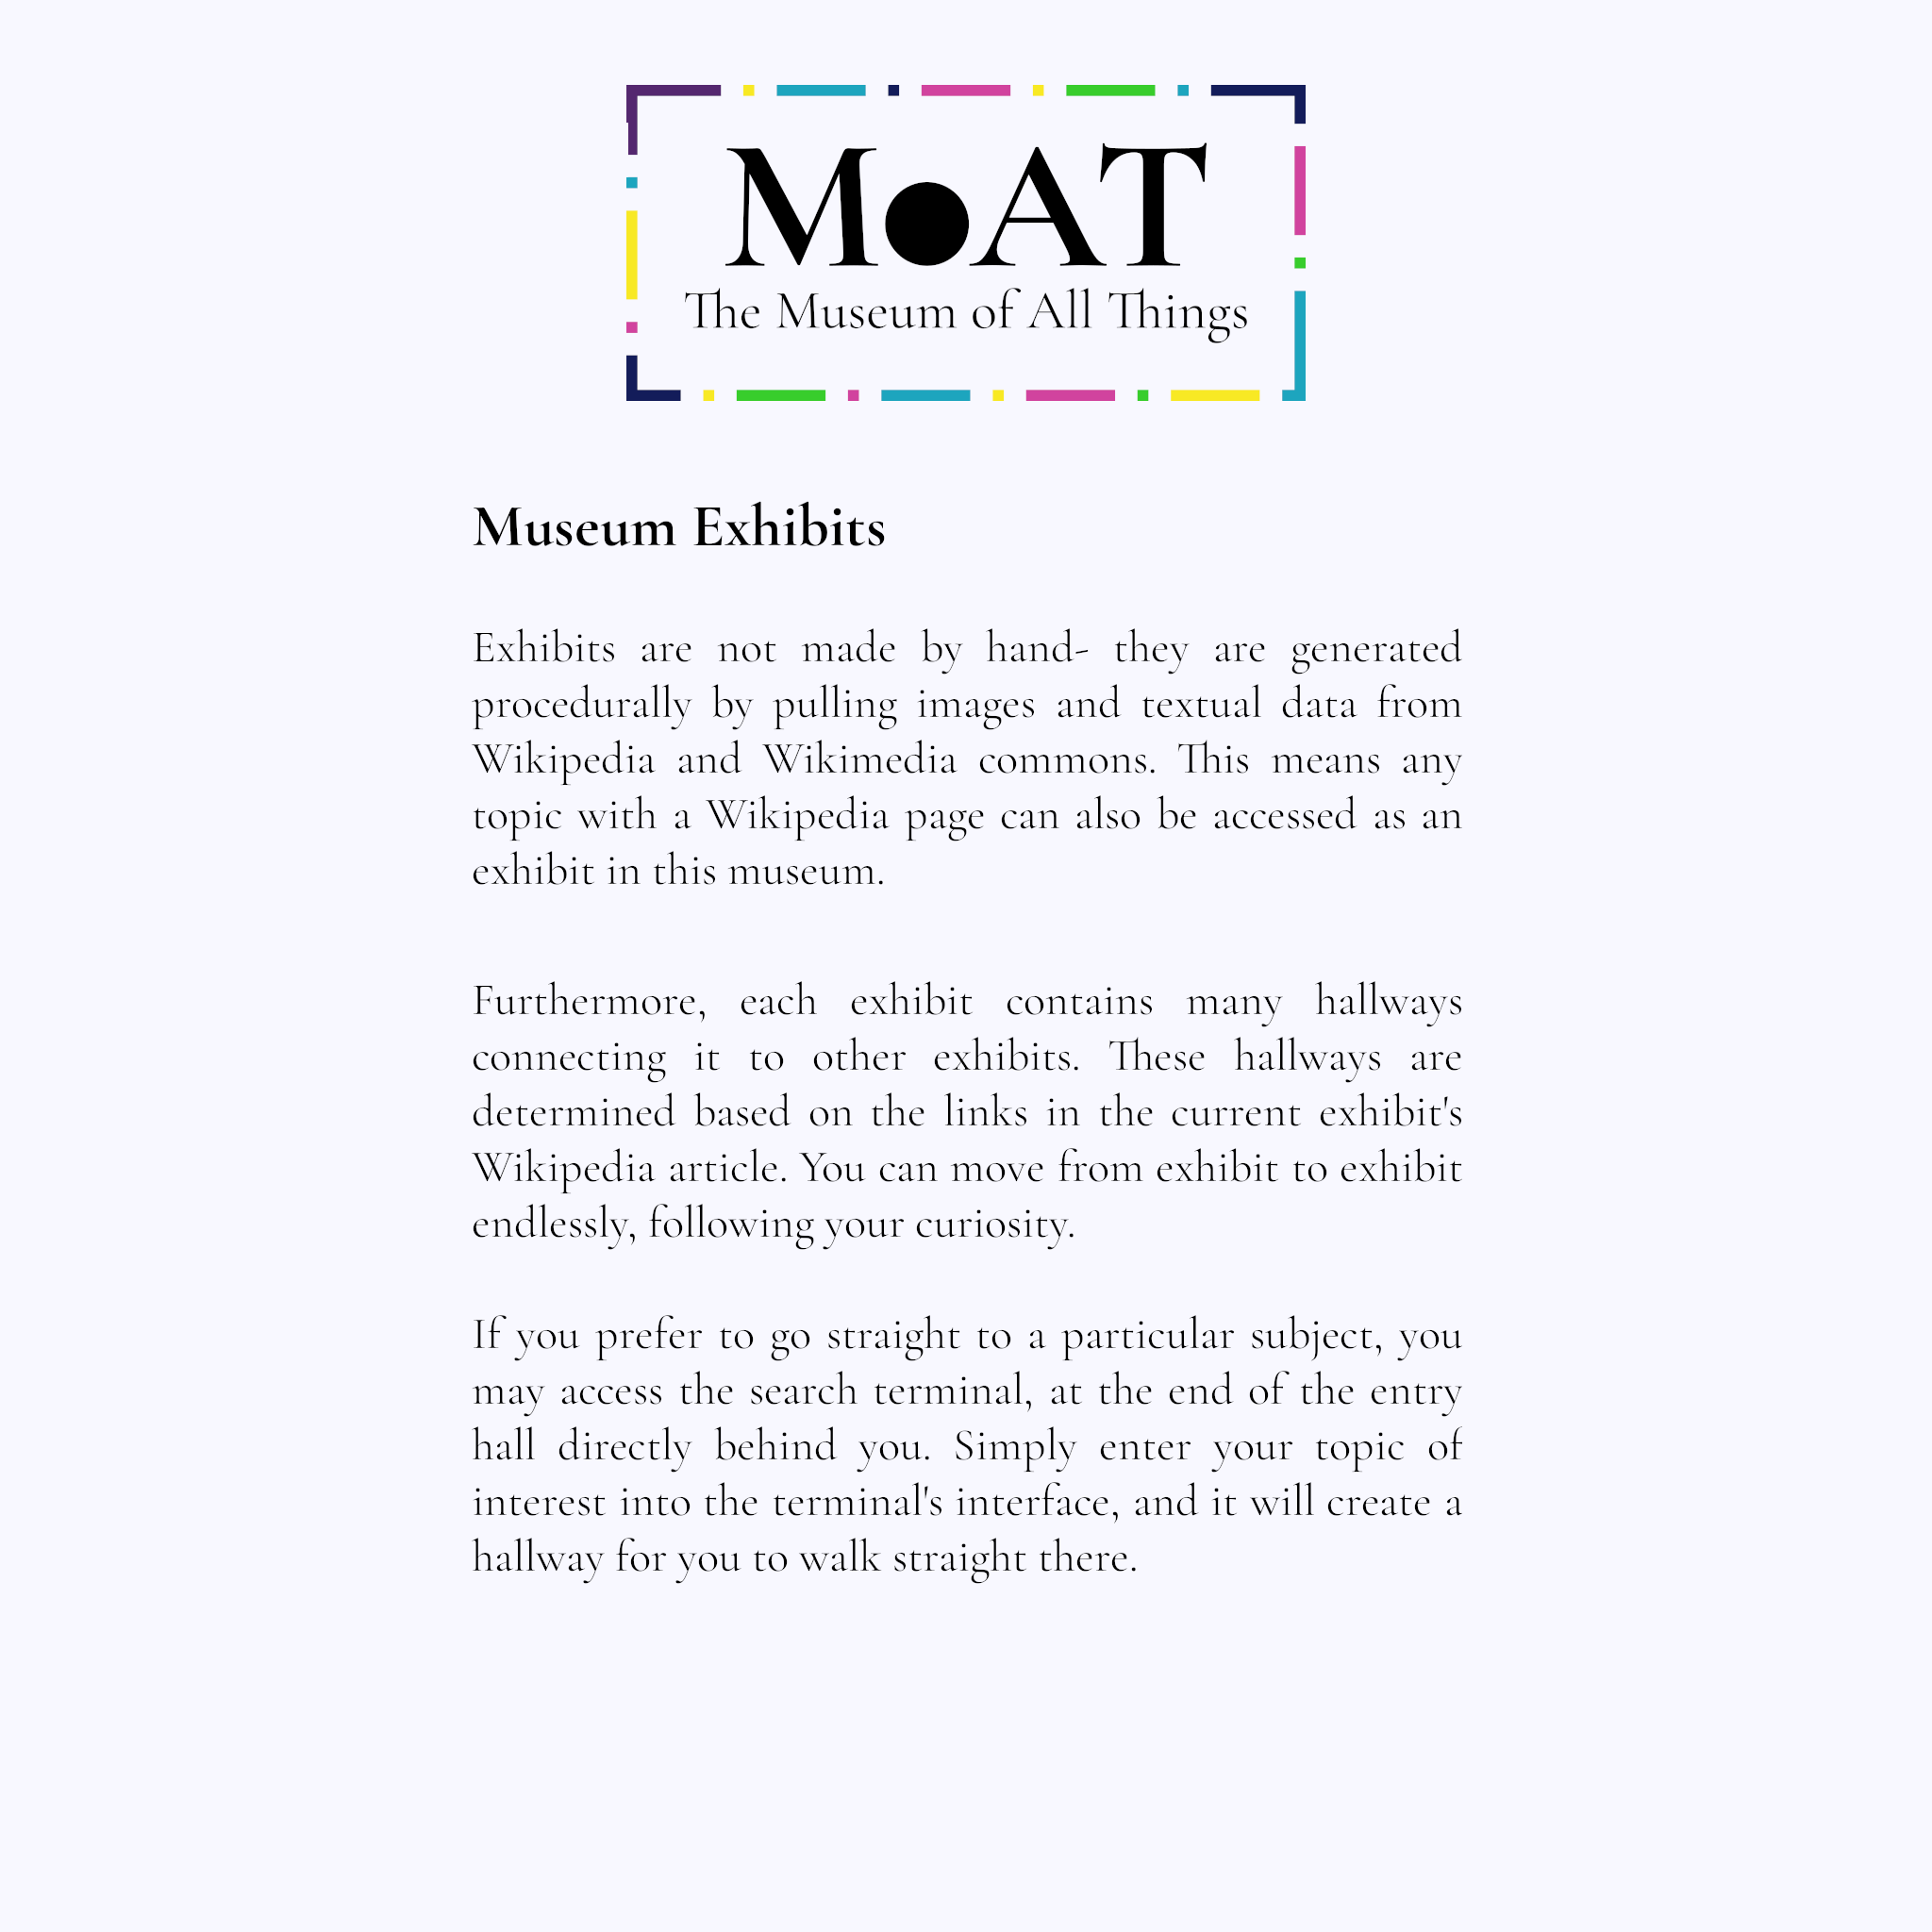 MOAT
The Museum of All Things
Museum Exhibits
Exhibits are not made by hand- they are generated
procedurally by pulling images and textual data from
Wikipedia and Wikimedia commons. This means any
topic with a Wikipedia page can also be accessed as an
exhibit in this museum.
Furthermore, each exhibit contains many hallways
connecting it to other exhibits. These hallways are
determined based on the links in the current exhibit's
Wikipedia article. You can move from exhibit to exhibit
endlessly, following your curiosity.
If you prefer to go straight to a particular subject, you
may access the search terminal, at the end of the entry
hall directly behind you. Simply enter your topic of
interest into the terminal's interface, and it will create a
hallway for you to walk straight there.